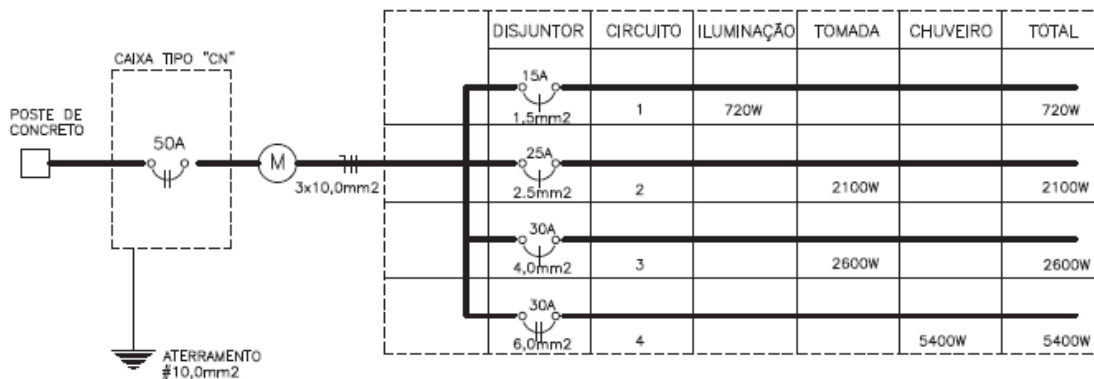 DISJUNTOR CIRCUITO ILUMINAÇÃO TOMADA CHUVEIRO TOTAL
CAIXA TIPO "CN"
POSTE DE
CONCRETO
50A
M
3x10,0mm2
15A
1,5mm2 1 720W 720W
25A
2.5mm2 2 2100W 2100W
30A
4,0mm2 3 2600W 2600W
30A
6,0mm2 4 5400W 5400W
ATERRAMENTO
#10,0mm2